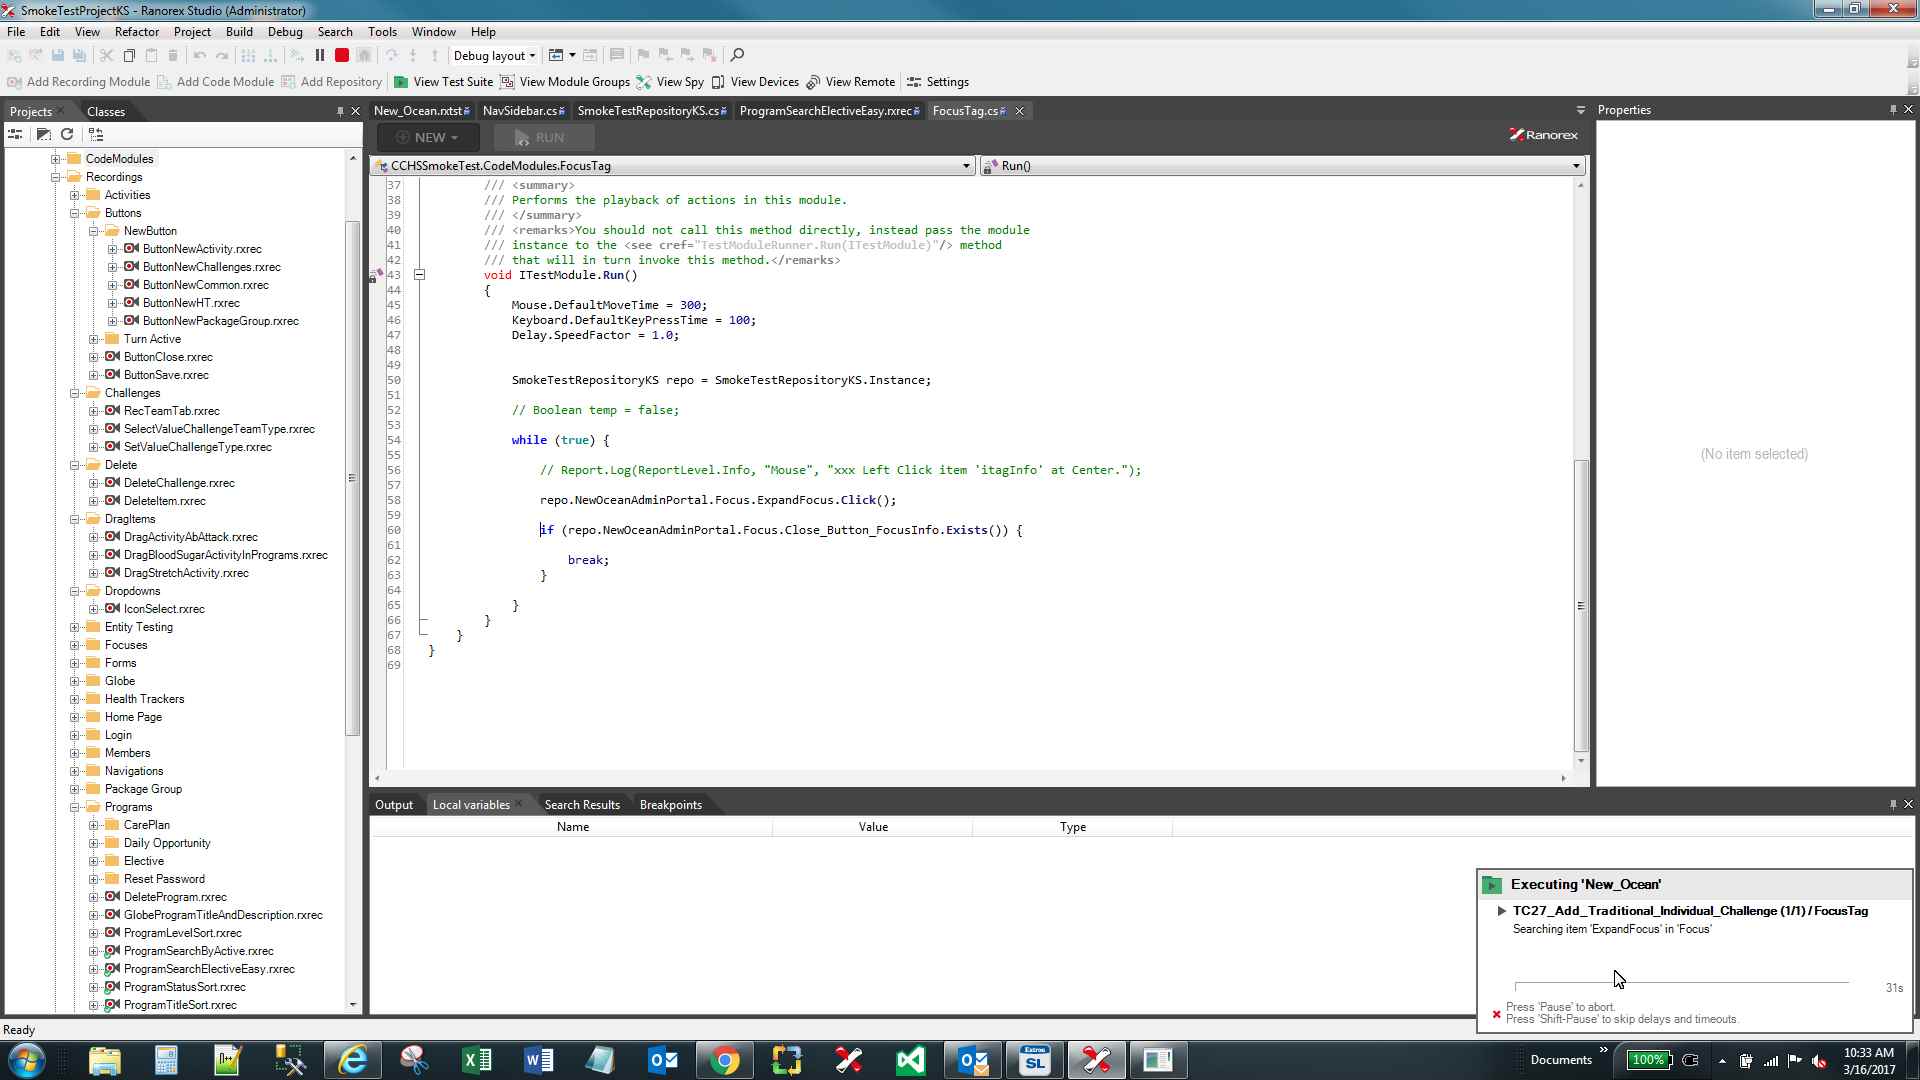 SmokeTestProjectKS - Ranorex Studio (Administrator)
File Edit View Refactor Project Build Debug Search Tools Window Help
Debug layout
Add Recording Module Add Code Module Add Repository View Test Suite View Module Groups View Spy View Devices View Remote Settings
Projects Classes
New_Ocean.rxtst NavSidebar.cs SmokeTestRepositoryKS.cs ProgramSearchElectiveEasy.rxrec FocusTag.cs
Properties
NEW RUN
Ranorex
CCHSSmokeTest.CodeModules.FocusTag
Run()
CodeModules
Recordings
Activities
Buttons
NewButton
ButtonNewActivity.rxrec
ButtonNewChallenges.rxrec
ButtonNewCommon.rxrec
ButtonNewHT.rxrec
ButtonNewPackageGroup.rxrec
Turn Active
ButtonClose.rxrec
ButtonSave.rxrec
Challenges
RecTeamTab.rxrec
SelectValueChallengeTeamType.rxrec
SetValueChallengeType.rxrec
Delete
DeleteChallenge.rxrec
DeleteItem.rxrec
DragItems
DragActivityAbAttack.rxrec
DragBloodSugarActivityInPrograms.rxrec
DragStretchActivity.rxrec
Dropdowns
IconSelect.rxrec
Entity Testing
Focuses
Forms
Globe
Health Trackers
Home Page
Login
Members
Navigations
Package Group
Programs
CarePlan
Daily Opportunity
Elective
Reset Password
DeleteProgram.rxrec
GlobeProgramTitleAndDescription.rxrec
ProgramLevelSort.rxrec
ProgramSearchByActive.rxrec
ProgramSearchElectiveEasy.rxrec
ProgramStatusSort.rxrec
ProgramTitleSort.rxrec
37 /// <summary>
38 /// Performs the playback of actions in this module.
39 /// </summary>
40 /// <remarks>You should not call this method directly, instead pass the module
41 /// instance to the <see cref="TestModuleRunner.Run(ITestModule)"/> method
42 /// that will in turn invoke this method.</remarks>
43 void ITestModule.Run()
44 {
45 Mouse.DefaultMoveTime = 300;
46 Keyboard.DefaultKeyPressTime = 100;
47 Delay.SpeedFactor = 1.0;
48
49
50 SmokeTestRepositoryKS repo = SmokeTestRepositoryKS.Instance;
51
52 // Boolean temp = false;
53
54 while (true) {
55
56 // Report.Log(ReportLevel.Info, "Mouse", "xxx Left Click item 'itagInfo' at Center.");
57
58 repo.NewOceanAdminPortal.Focus.ExpandFocus.Click();
59
60 if (repo.NewOceanAdminPortal.Focus.Close_Button_FocusInfo.Exists()) {
61
62 break;
63 }
64
65 }
66 }
67 }
68 }
69
(No item selected)
Output Local variables Search Results Breakpoints
Name Value Type
Executing 'New_Ocean'
TC27_Add_Traditional_Individual_Challenge (1/1) / FocusTag
Searching item 'ExpandFocus' in 'Focus'
31s
Press 'Pause' to abort.
Press 'Shift-Pause' to skip delays and timeouts.
Ready
Extron
SL
Documents
100%
10:33 AM
3/16/2017